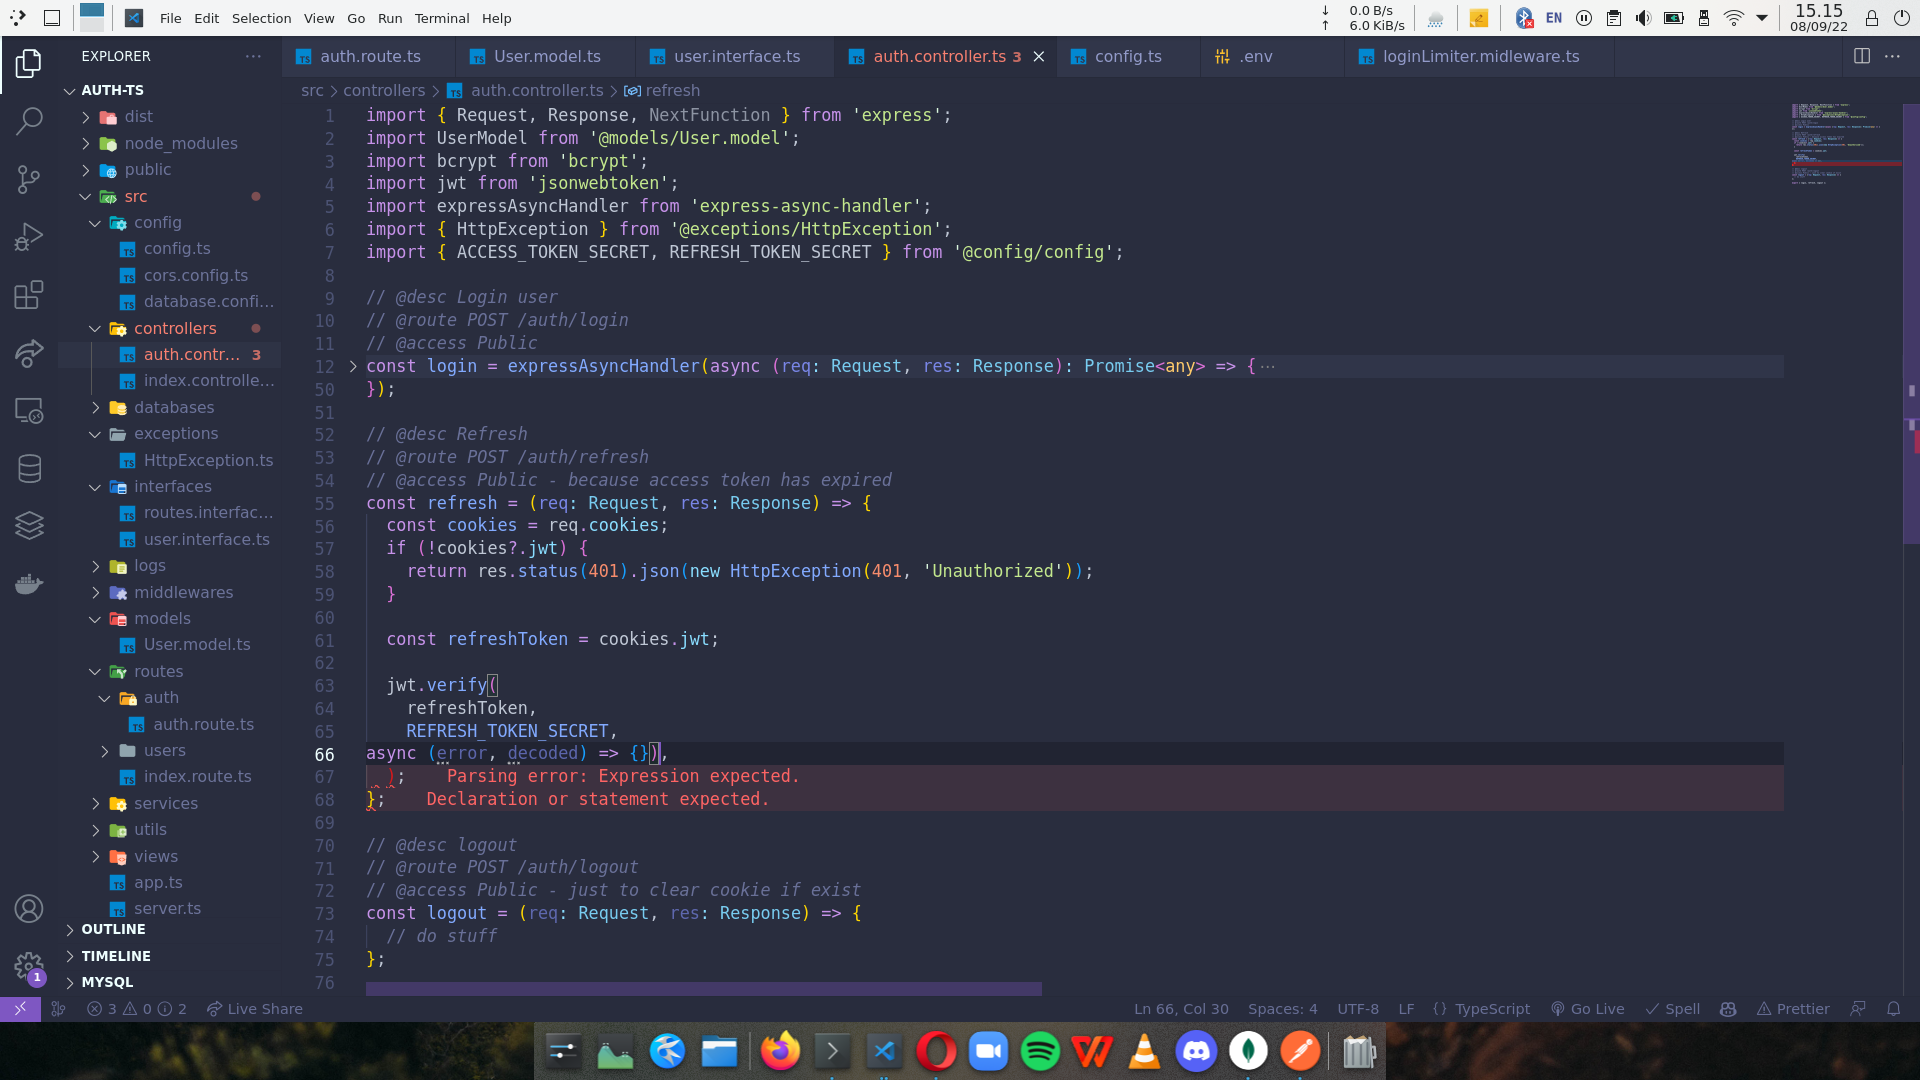 File Edit Selection View Go Run Terminal Help
↓ 0.0 B/s
↑ 6.0 KiB/s
EN
15.15
08/09/22
EXPLORER ···
auth.route.ts User.model.ts user.interface.ts auth.controller.ts 3 config.ts .env loginLimiter.midleware.ts
src > controllers > auth.controller.ts > refresh
AUTH-TS
dist
node_modules
public
src
config
config.ts
cors.config.ts
database.confi...
controllers
auth.contr... 3
index.controlle...
databases
exceptions
HttpException.ts
interfaces
routes.interfac...
user.interface.ts
logs
middlewares
models
User.model.ts
routes
auth
auth.route.ts
users
index.route.ts
services
utils
views
app.ts
server.ts
OUTLINE
TIMELINE
MYSQL
1
1 import { Request, Response, NextFunction } from 'express';
2 import UserModel from '@models/User.model';
3 import bcrypt from 'bcrypt';
4 import jwt from 'jsonwebtoken';
5 import expressAsyncHandler from 'express-async-handler';
6 import { HttpException } from '@exceptions/HttpException';
7 import { ACCESS_TOKEN_SECRET, REFRESH_TOKEN_SECRET } from '@config/config';
8
9 // @desc Login user
10 // @route POST /auth/login
11 // @access Public
12 const login = expressAsyncHandler(async (req: Request, res: Response): Promise<any> => {···
50 });
51
52 // @desc Refresh
53 // @route POST /auth/refresh
54 // @access Public - because access token has expired
55 const refresh = (req: Request, res: Response) => {
56 const cookies = req.cookies;
57 if (!cookies?.jwt) {
58 return res.status(401).json(new HttpException(401, 'Unauthorized'));
59 }
60
61 const refreshToken = cookies.jwt;
62
63 jwt.verify(
64 refreshToken,
65 REFRESH_TOKEN_SECRET,
66 async (error, decoded) => {}),
67 ); Parsing error: Expression expected.
68 }; Declaration or statement expected.
69
70 // @desc logout
71 // @route POST /auth/logout
72 // @access Public - just to clear cookie if exist
73 const logout = (req: Request, res: Response) => {
74 // do stuff
75 };
76
3 0 2 Live Share Ln 66, Col 30 Spaces: 4 UTF-8 LF {} TypeScript Go Live Spell Prettier